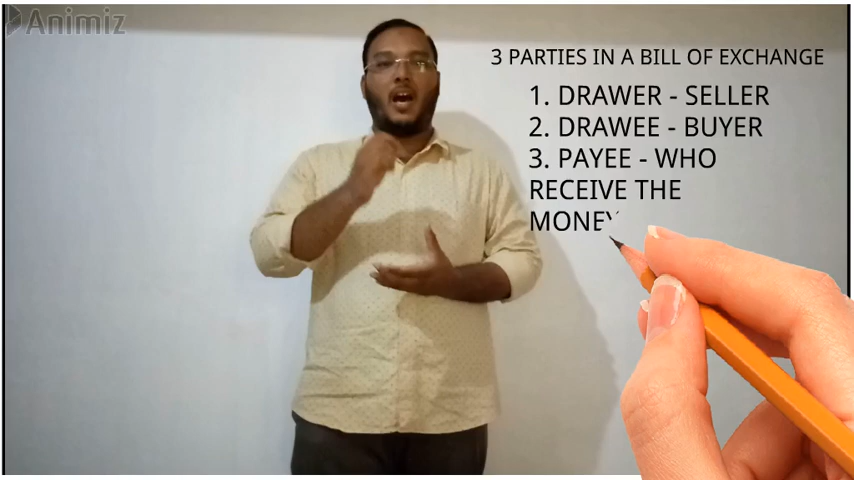 Animiz
3 PARTIES IN A BILL OF EXCHANGE
1. DRAWER - SELLER
2. DRAWEE - BUYER
3. PAYEE - WHO
RECEIVE THE
MONEY